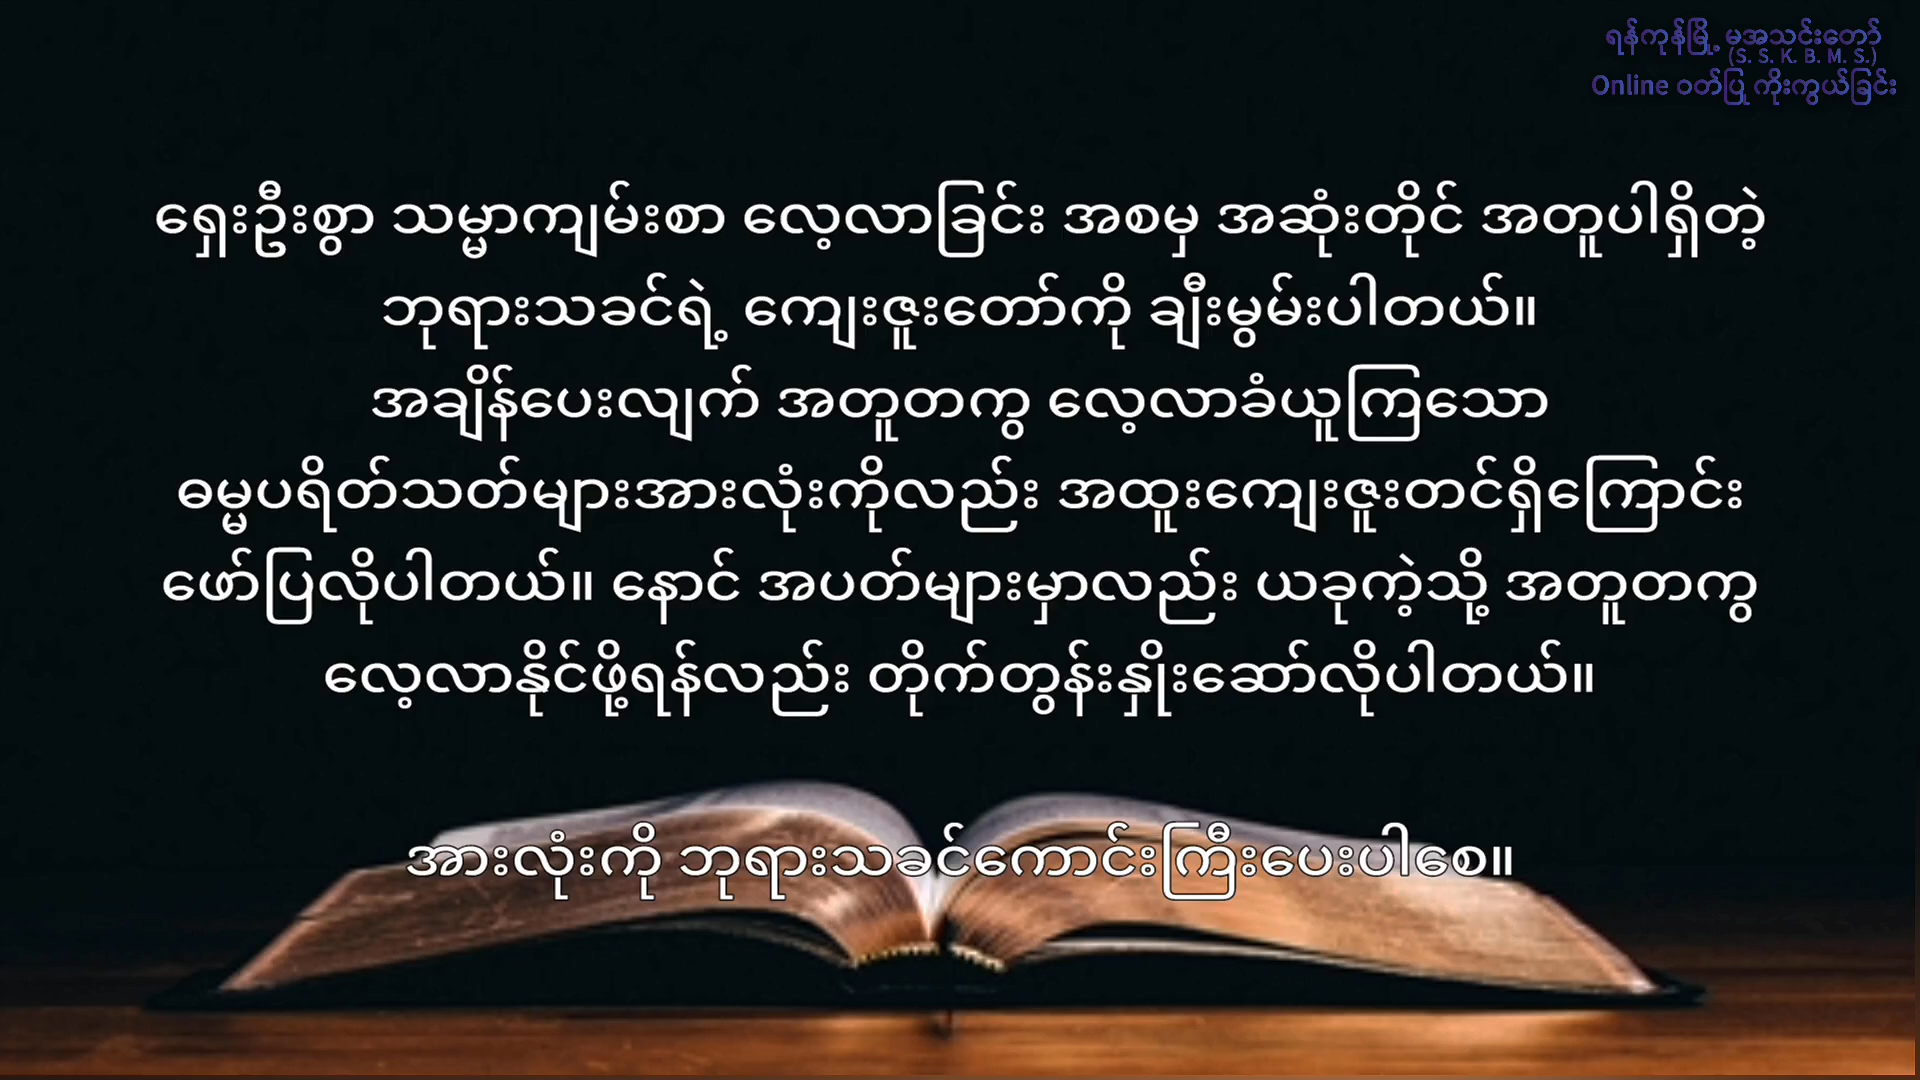 ရန်ကုန်မြို့ မအသင်းတော်
(S. S. K. B. M. S.)
Online ဝတ်ပြု ကိုးကွယ်ခြင်း
ရှေးဦးစွာ သမ္မာကျမ်းစာ လေ့လာခြင်း အစမှ အဆုံးတိုင် အတူပါရှိတဲ့
ဘုရားသခင်ရဲ့ ကျေးဇူးတော်ကို ချီးမွမ်းပါတယ်။
အချိန်ပေးလျက် အတူတကွ လေ့လာခံယူကြသော
ဓမ္မပရိတ်သတ်များအားလုံးကိုလည်း အထူးကျေးဇူးတင်ရှိကြောင်း
ဖော်ပြလိုပါတယ်။ နောင် အပတ်များမှာလည်း ယခုကဲ့သို့ အတူတကွ
လေ့လာနိုင်ဖို့ရန်လည်း တိုက်တွန်းနှိုးဆော်လိုပါတယ်။
အားလုံးကို ဘုရားသခင်ကောင်းကြီးပေးပါစေ။